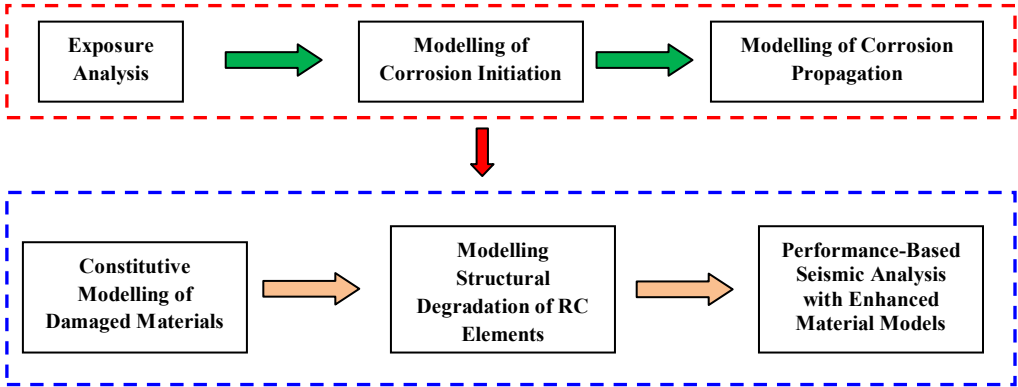 Exposure
Analysis
Modelling of
Corrosion Initiation
Modelling of Corrosion
Propagation
Constitutive
Modelling of
Damaged Materials
Modelling
Structural
Degradation of RC
Elements
Performance-Based
Seismic Analysis
with Enhanced
Material Models